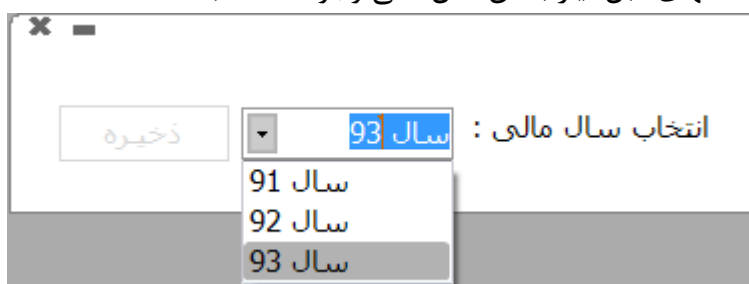 انتخاب سال مالی : سال 93 ذخیره
سال 91
سال 92
سال 93